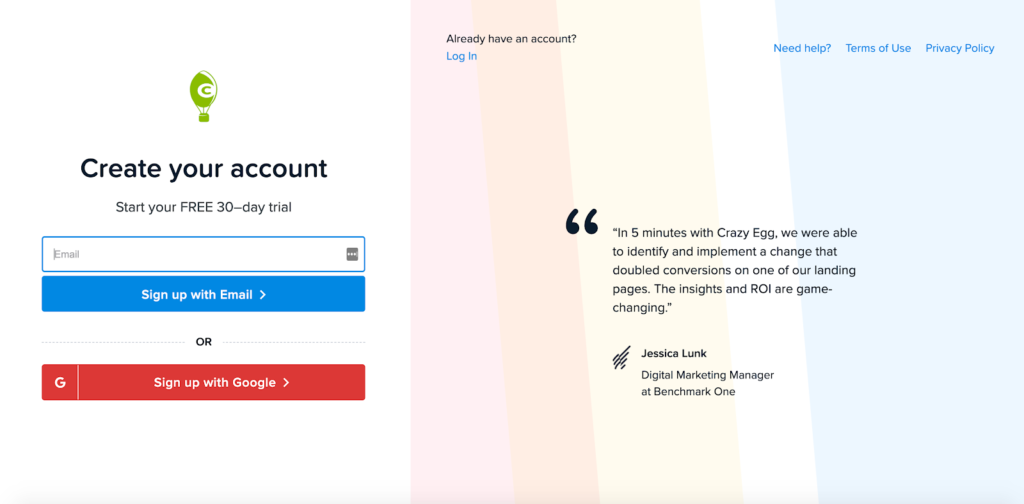 Create your account
Start your FREE 30–day trial
Email
Sign up with Email
OR
G
Sign up with Google
Already have an account?
Log In
Need help?
Terms of Use
Privacy Policy
“In 5 minutes with Crazy Egg, we were able
to identify and implement a change that
doubled conversions on one of our landing
pages. The insights and ROI are game-
changing.”
Jessica Lunk
Digital Marketing Manager
at Benchmark One